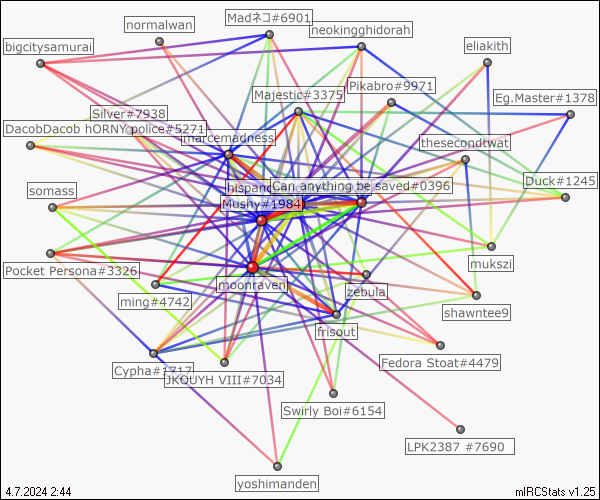 Madネコ#6901
normalwan
neokingghidorah
bigcitysamurai
eliakith
Pikabro#9971
Majestic#3375
Eg.Master#1378
Silver#7938
DacobDacob hORNY police#5271
marcemadness
thesecondtwat
Duck#1245
somass
hispano
Can anything be saved#0396
Mushy#1984
mukszi
Pocket Persona#3326
moonraven
zebula
ming#4742
shawntee9
frisout
Cypha#1717
JKQUYH VIII#7034
Fedora Stoat#4479
Swirly Boi#6154
LPK2387 #7690
yoshimanden
4.7.2024 2:44
mIRCStats v1.25